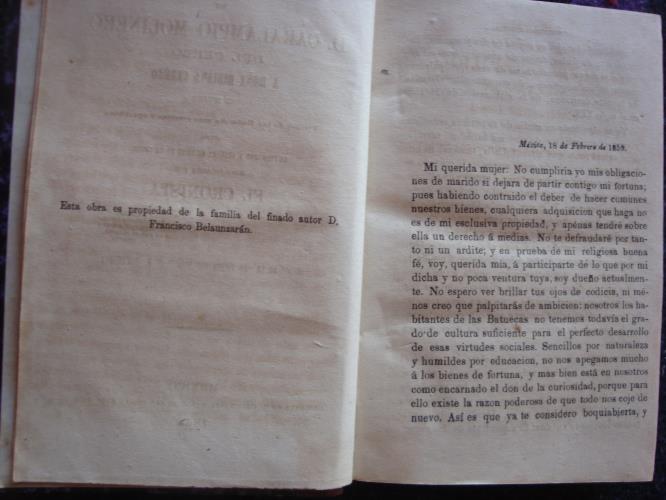 Esta obra es propiedad de la familia del finado autor D.
Francisco Belaunzarán.
México, 18 de Febrero de 1859.
Mi querida mujer: No cumpliria yo mis obligacio-
nes de marido si dejara de partir contigo mi fortuna;
pues habiendo contraido el deber de hacer comunes
nuestros bienes, cualquiera adquisicion que haga no
es de mi esclusiva propiedad, y apénas tendré sobre
ella un derecho á medias. No te defraudaré por tan-
to ni un ardite; y en prueba de mi religiosa buena
fé, voy, querida mia, á participarte de lo que por mi
dicha y no poca ventura tuya, soy dueño actualmen-
te. No espero ver brillar tus ojos de codicia, ni mé-
nos creo que palpitarás de ambicion: nosotros los ha-
bitantes de las Batuecas no tenemos todavía el gra-
do de cultura suficiente para el perfecto desarrollo
de esas virtudes sociales. Sencillos por naturaleza
y humildes por educacion, no nos apegamos mucho
á los bienes de fortuna, y mas bien está en nosotros
como encarnado el don de la curiosidad, porque para
ello existe la razon poderosa de que todo nos coje de
nuevo. Así es que ya te considero boquiabierta, y